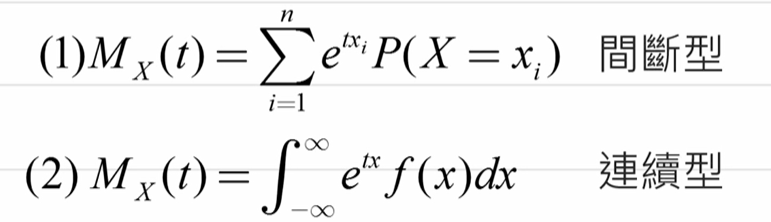 (1)M_X(t) = \sum_{i=1}^{n} e^{tx_i} P(X = x_i) 間斷型
(2) M_X(t) = \int_{-\infty}^{\infty} e^{tx} f(x)dx 連續型